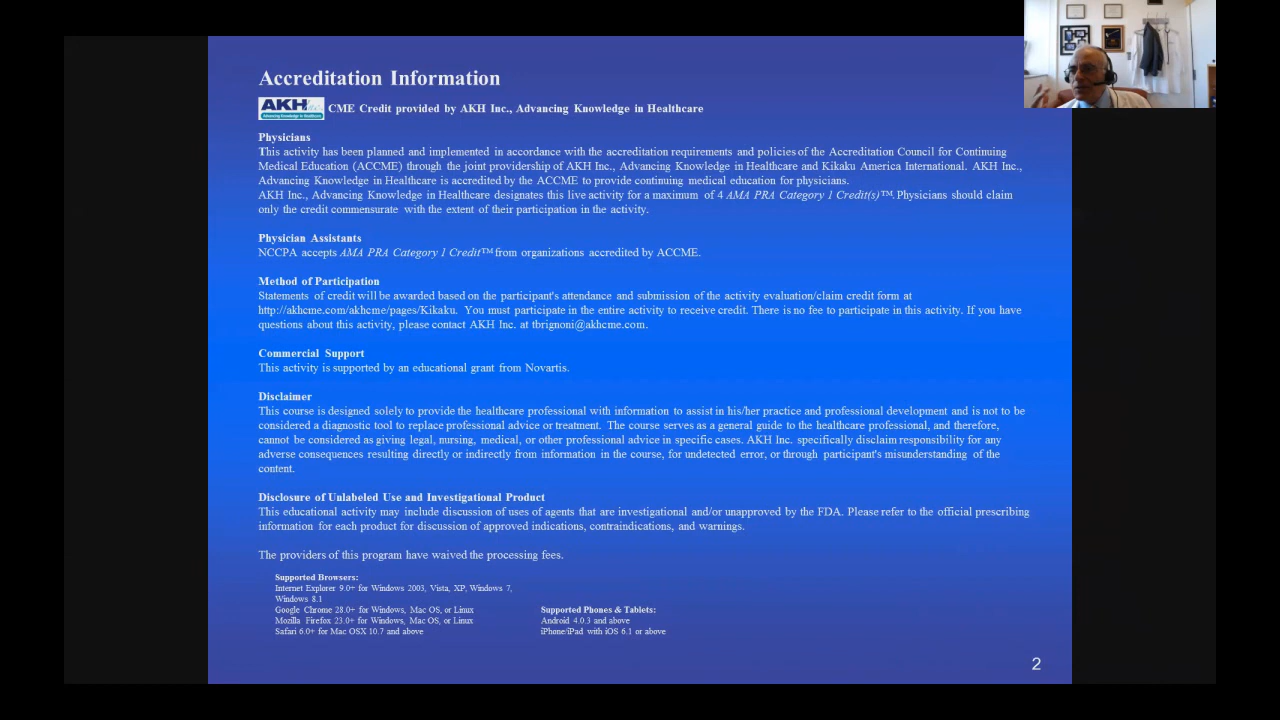 Accreditation Information
AKH Inc. CME Credit provided by AKH Inc., Advancing Knowledge in Healthcare
Advancing Knowledge in Healthcare
Physicians
This activity has been planned and implemented in accordance with the accreditation requirements and policies of the Accreditation Council for Continuing
Medical Education (ACCME) through the joint providership of AKH Inc., Advancing Knowledge in Healthcare and Kikaku America International. AKH Inc.,
Advancing Knowledge in Healthcare is accredited by the ACCME to provide continuing medical education for physicians.
AKH Inc., Advancing Knowledge in Healthcare designates this live activity for a maximum of 4 AMA PRA Category 1 Credit(s)™. Physicians should claim
only the credit commensurate with the extent of their participation in the activity.
Physician Assistants
NCCPA accepts AMA PRA Category 1 Credit™ from organizations accredited by ACCME.
Method of Participation
Statements of credit will be awarded based on the participant's attendance and submission of the activity evaluation/claim credit form at
http://akhcme.com/akhcme/pages/Kikaku. You must participate in the entire activity to receive credit. There is no fee to participate in this activity. If you have
questions about this activity, please contact AKH Inc. at tbrignoni@akhcme.com.
Commercial Support
This activity is supported by an educational grant from Novartis.
Disclaimer
This course is designed solely to provide the healthcare professional with information to assist in his/her practice and professional development and is not to be
considered a diagnostic tool to replace professional advice or treatment. The course serves as a general guide to the healthcare professional, and therefore,
cannot be considered as giving legal, nursing, medical, or other professional advice in specific cases. AKH Inc. specifically disclaim responsibility for any
adverse consequences resulting directly or indirectly from information in the course, for undetected error, or through participant's misunderstanding of the
content.
Disclosure of Unlabeled Use and Investigational Product
This educational activity may include discussion of uses of agents that are investigational and/or unapproved by the FDA. Please refer to the official prescribing
information for each product for discussion of approved indications, contraindications, and warnings.
The providers of this program have waived the processing fees.
Supported Browsers:
Internet Explorer 9.0+ for Windows 2003, Vista, XP, Windows 7,
Windows 8.1
Google Chrome 28.0+ for Windows, Mac OS, or Linux
Mozilla Firefox 23.0+ for Windows, Mac OS, or Linux
Safari 6.0+ for Mac OSX 10.7 and above
Supported Phones & Tablets:
Android 4.0.3 and above
iPhone/iPad with iOS 6.1 or above
2